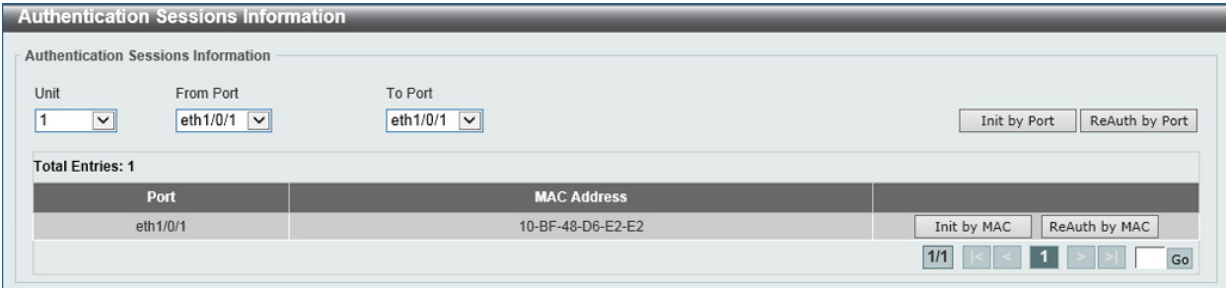 Authentication Sessions Information
Authentication Sessions Information
Unit From Port To Port
1 eth1/0/1 eth1/0/1 Init by Port ReAuth by Port
Total Entries: 1
Port MAC Address
eth1/0/1 10-BF-48-D6-E2-E2 Init by MAC ReAuth by MAC
1/1 |< < 1 > >| Go